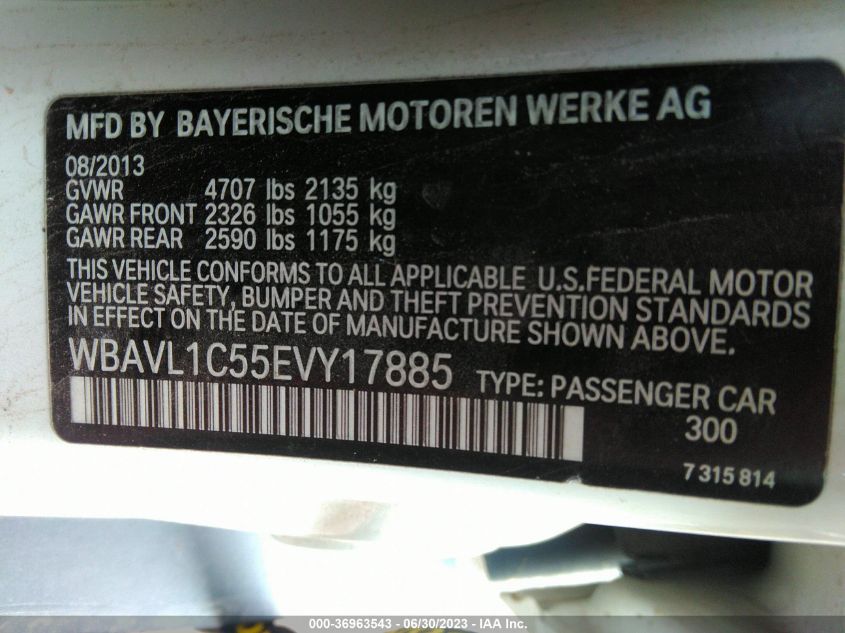 MFD BY BAYERISCHE MOTOREN WERKE AG
08/2013
GVWR 4707 lbs 2135 kg
GAWR FRONT 2326 lbs 1055 kg
GAWR REAR 2590 lbs 1175 kg
THIS VEHICLE CONFORMS TO ALL APPLICABLE U.S.FEDERAL MOTOR
VEHICLE SAFETY, BUMPER AND THEFT PREVENTION STANDARDS
IN EFFECT ON THE DATE OF MANUFACTURE SHOWN ABOVE.
WBAVL1C55EVY17885 TYPE: PASSENGER CAR
300
7 315 814
000-36963543 - 06/30/2023 - IAA Inc.